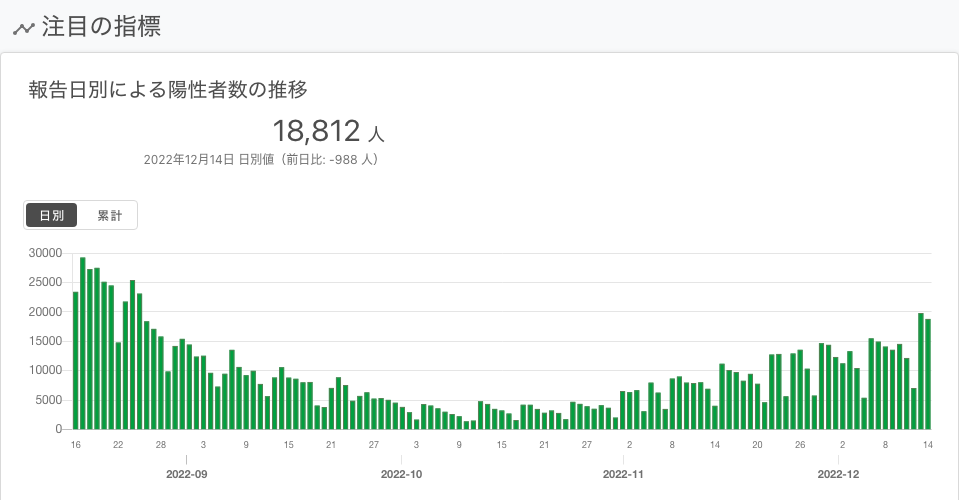 注目の指標
報告日別による陽性者数の推移
18,812 人
2022年12月14日 日別値（前日比: -988 人）
日別 累計
30000
25000
20000
15000
10000
5000
0
16 22 28 3 9 15 21 27 3 9 15 21 27 2 8 14 20 26 2 8 14
2022-09 2022-10 2022-11 2022-12